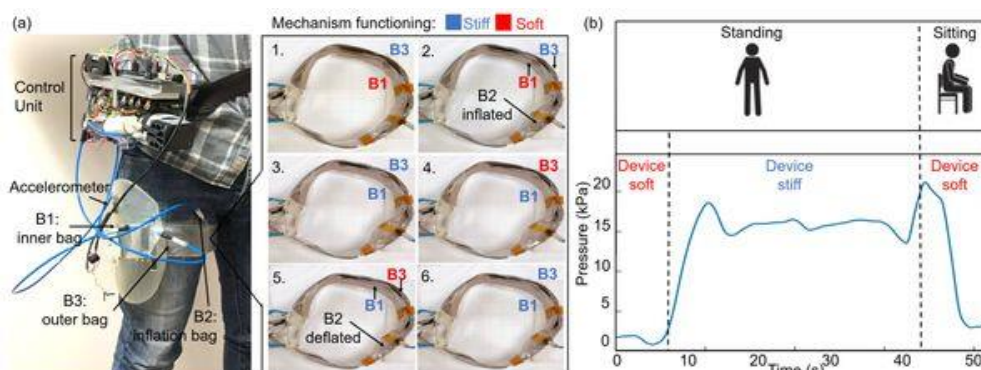 (a)
Mechanism functioning: Stiff Soft
Control
Unit
Accelerometer
B1:
inner bag
B3:
outer bag
B2:
inflation bag
1.
B3
B1
2.
B3
B1
B2
inflated
3.
B3
B1
4.
B3
B1
5.
B3
B1
B2
deflated
6.
B3
B1
(b)
Standing
Sitting
Device
soft
Device
stiff
Device
soft
Pressure (kPa)
20
15
10
5
0
0
10
20
30
40
50
Time (s)